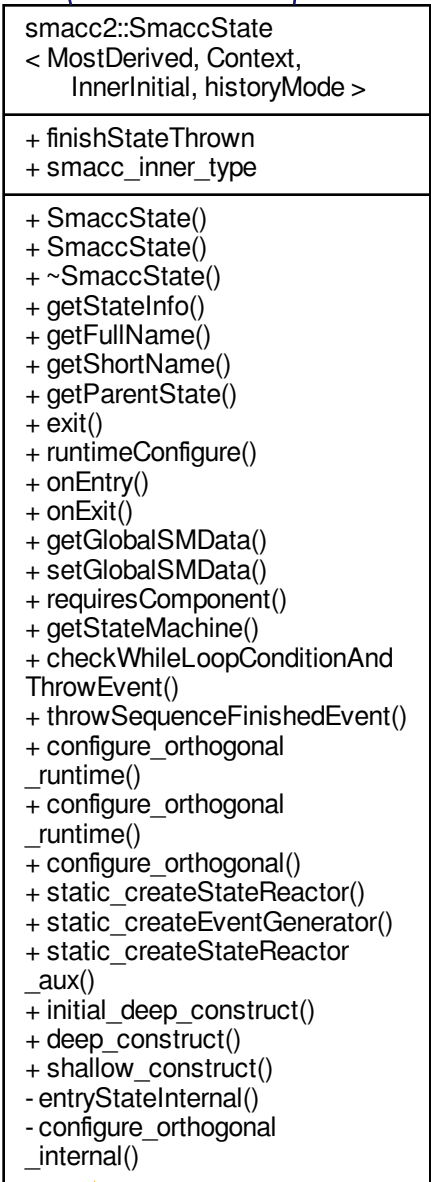 smacc2::SmaccState
< MostDerived, Context,
InnerInitial, historyMode >
+ finishStateThrown
+ smacc_inner_type
+ SmaccState()
+ SmaccState()
+ ~SmaccState()
+ getStateInfo()
+ getFullName()
+ getShortName()
+ getParentState()
+ exit()
+ runtimeConfigure()
+ onEntry()
+ onExit()
+ getGlobalSMData()
+ setGlobalSMData()
+ requiresComponent()
+ getStateMachine()
+ checkWhileLoopConditionAnd
ThrowEvent()
+ throwSequenceFinishedEvent()
+ configure_orthogonal
_runtime()
+ configure_orthogonal
_runtime()
+ configure_orthogonal()
+ static_createStateReactor()
+ static_createEventGenerator()
+ static_createStateReactor
_aux()
+ initial_deep_construct()
+ deep_construct()
+ shallow_construct()
- entryStateInternal()
- configure_orthogonal
_internal()